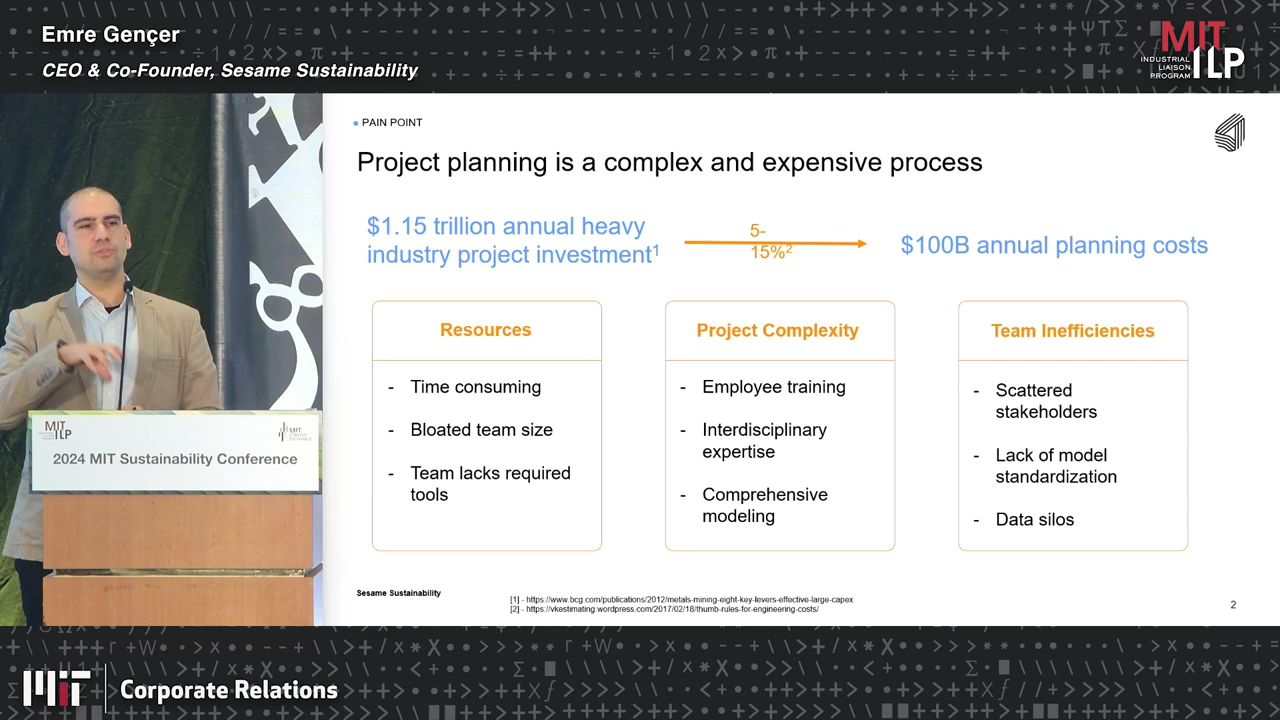 Emre Gençer
CEO & Co-Founder, Sesame Sustainability
MIT
INDUSTRIAL
LIAISON
PROGRAM
ILP
PAIN POINT
Project planning is a complex and expensive process
$1.15 trillion annual heavy
industry project investment¹
5-
15%²
$100B annual planning costs
Resources
- Time consuming
- Bloated team size
- Team lacks required
tools
Project Complexity
- Employee training
- Interdisciplinary
expertise
- Comprehensive
modeling
Team Inefficiencies
- Scattered
stakeholders
- Lack of model
standardization
- Data silos
Sesame Sustainability
[1] - https://www.bcg.com/publications/2012/metals-mining-eight-key-levers-effective-large-capex
[2] - https://vkestimating.wordpress.com/2017/02/18/thumb-rules-for-engineering-costs/
2
MIT
ILP
MIT
2024 MIT Sustainability Conference
MIT
Corporate Relations